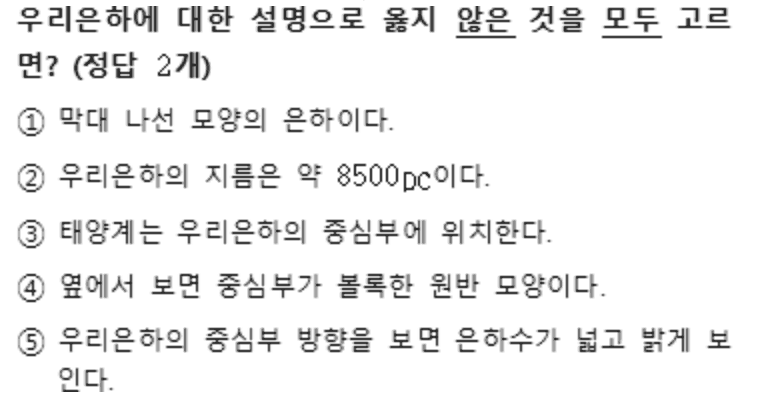 우리은하에 대한 설명으로 옳지 않은 것을 모두 고르
면? (정답 2개)
① 막대 나선 모양의 은하이다.
② 우리은하의 지름은 약 8500pc이다.
③ 태양계는 우리은하의 중심부에 위치한다.
④ 옆에서 보면 중심부가 볼록한 원반 모양이다.
⑤ 우리은하의 중심부 방향을 보면 은하수가 넓고 밝게 보
인다.